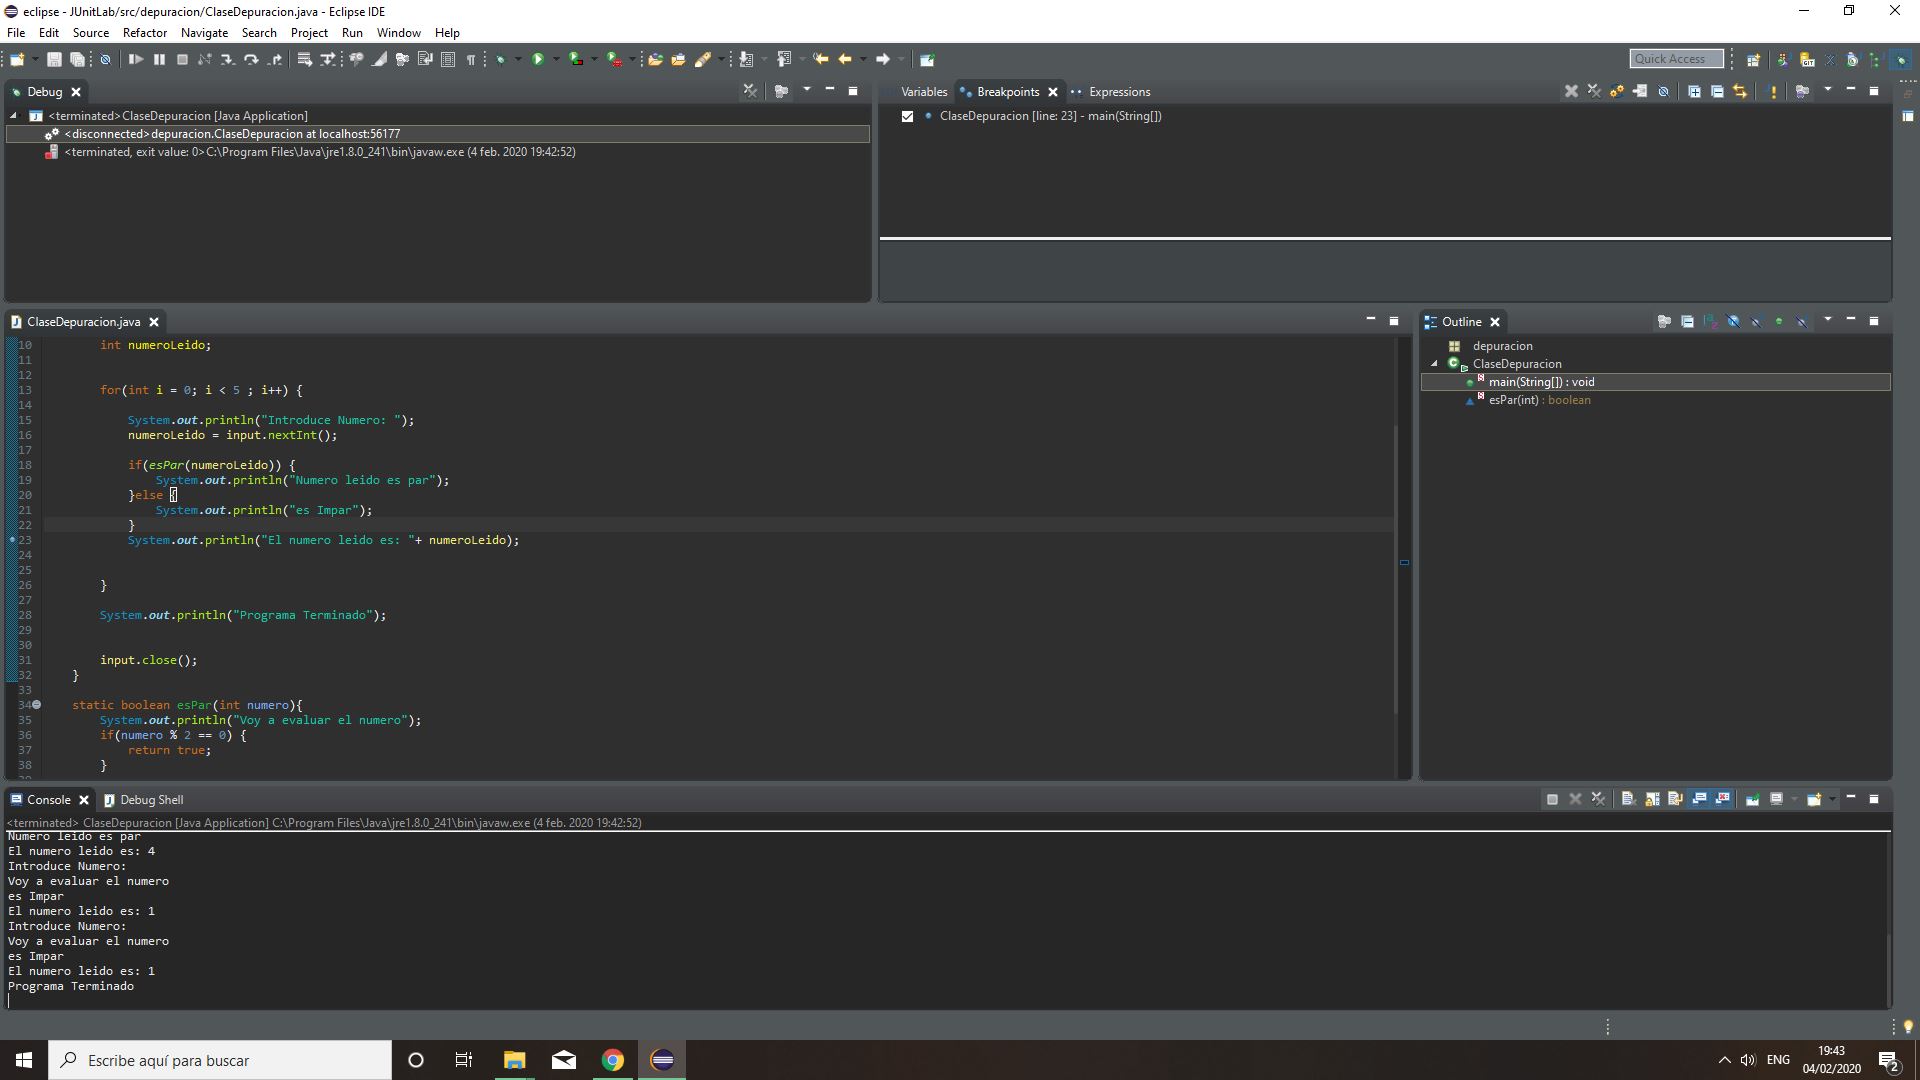 eclipse - JUnitLab/src/depuracion/ClaseDepuracion.java - Eclipse IDE
File Edit Source Refactor Navigate Search Project Run Window Help
Quick Access
Debug
<terminated>ClaseDepuracion [Java Application]
<disconnected>depuracion.ClaseDepuracion at localhost:56177
<terminated, exit value: 0>C:\Program Files\Java\jre1.8.0_241\bin\javaw.exe (4 feb. 2020 19:42:52)
Variables Breakpoints Expressions
ClaseDepuracion [line: 23] - main(String[])
ClaseDepuracion.java
10 int numeroLeido;
11
12
13 for(int i = 0; i < 5 ; i++) {
14
15 System.out.println("Introduce Numero: ");
16 numeroLeido = input.nextInt();
17
18 if(esPar(numeroLeido)) {
19 System.out.println("Numero leido es par");
20 }else {
21 System.out.println("es Impar");
22 }
23 System.out.println("El numero leido es: "+ numeroLeido);
24
25
26 }
27
28 System.out.println("Programa Terminado");
29
30
31 input.close();
32 }
33
34 static boolean esPar(int numero){
35 System.out.println("Voy a evaluar el numero");
36 if(numero % 2 == 0) {
37 return true;
38 }
Outline
depuracion
ClaseDepuracion
main(String[]) : void
esPar(int) : boolean
Console Debug Shell
<terminated> ClaseDepuracion [Java Application] C:\Program Files\Java\jre1.8.0_241\bin\javaw.exe (4 feb. 2020 19:42:52)
Numero leido es par
El numero leido es: 4
Introduce Numero:
Voy a evaluar el numero
es Impar
El numero leido es: 1
Introduce Numero:
Voy a evaluar el numero
es Impar
El numero leido es: 1
Programa Terminado
Escribe aquí para buscar
ENG
19:43
04/02/2020
2